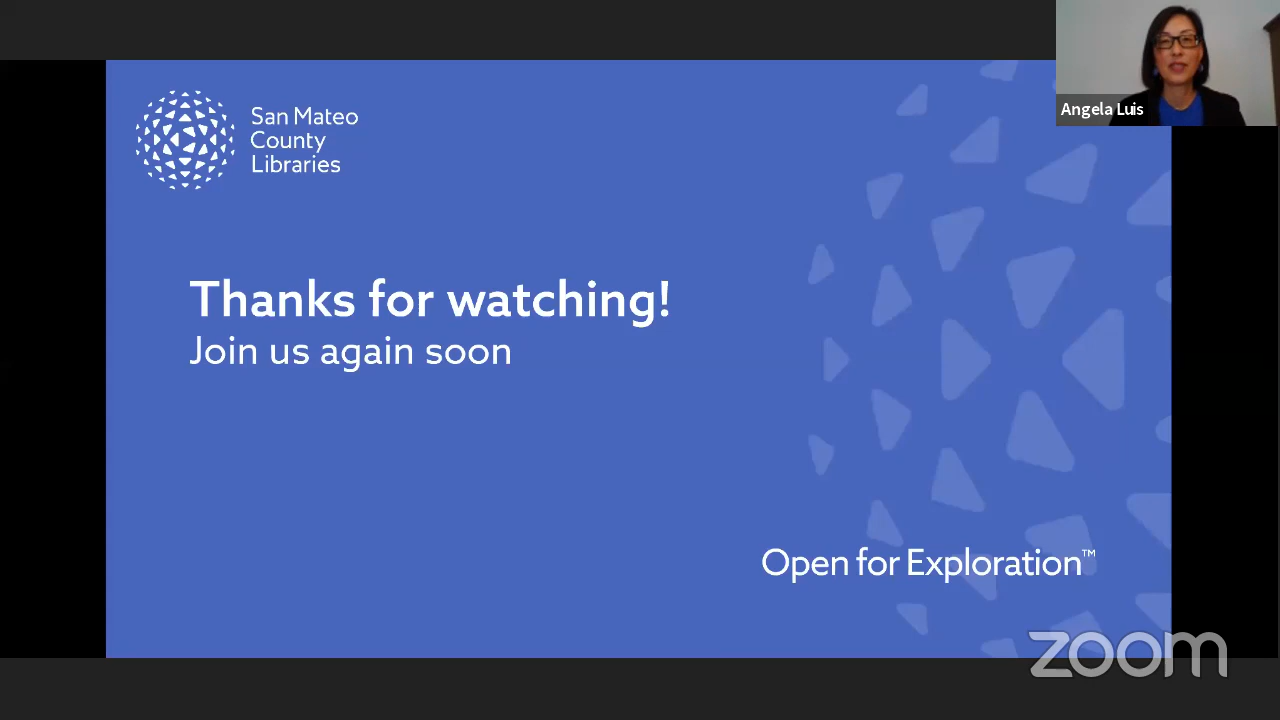 San Mateo
County
Libraries
Angela Luis
Thanks for watching!
Join us again soon
Open for Exploration™
zoom